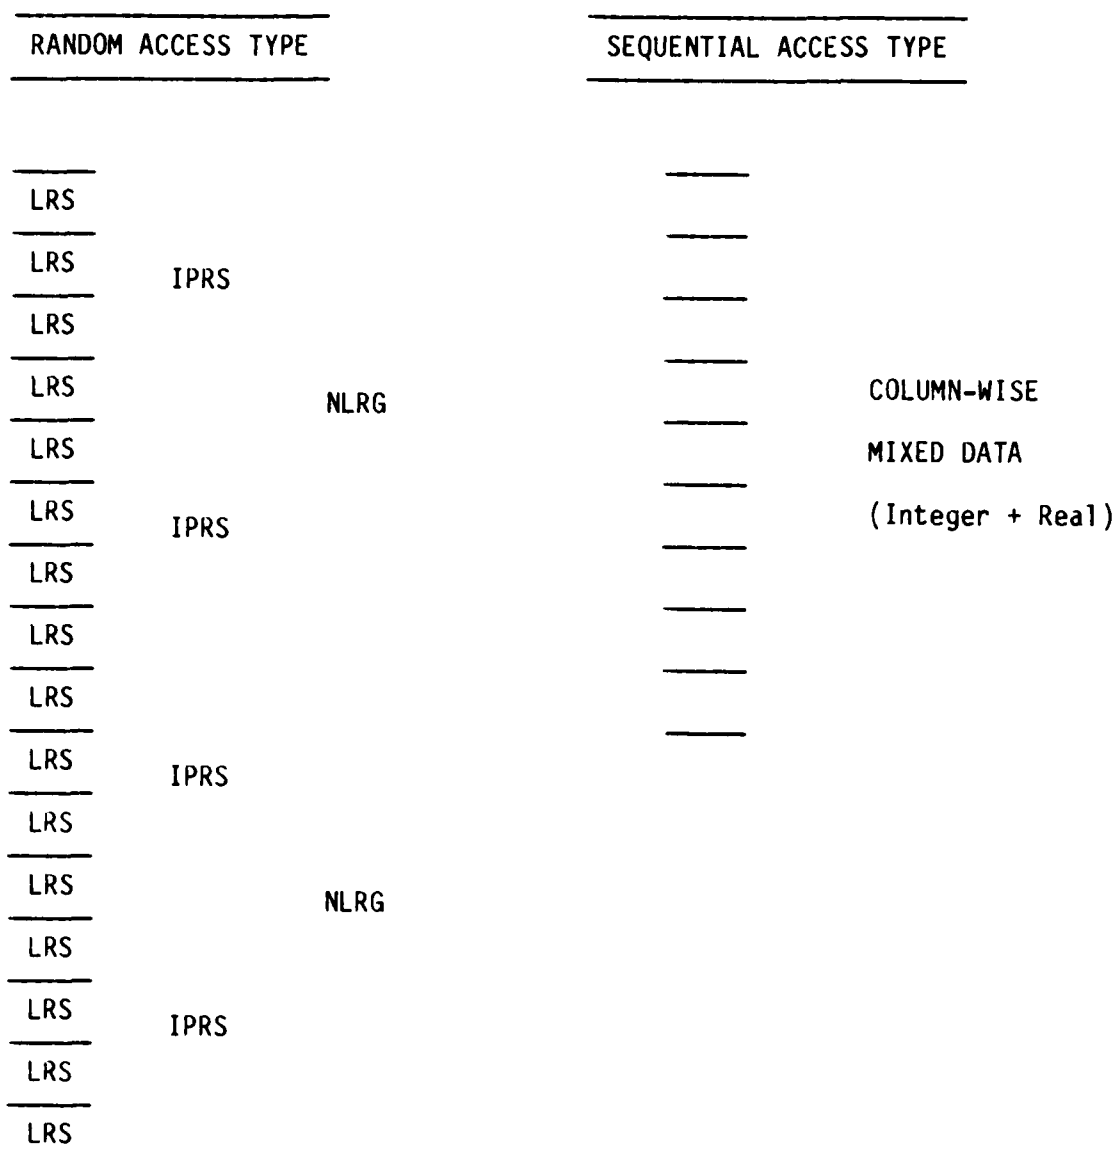 RANDOM ACCESS TYPE
SEQUENTIAL ACCESS TYPE
LRS
LRS
IPRS
LRS
LRS
NLRG
LRS
LRS
IPRS
LRS
LRS
LRS
LRS
IPRS
LRS
LRS
NLRG
LRS
LRS
IPRS
LRS
LRS
COLUMN-WISE
MIXED DATA
(Integer + Real)